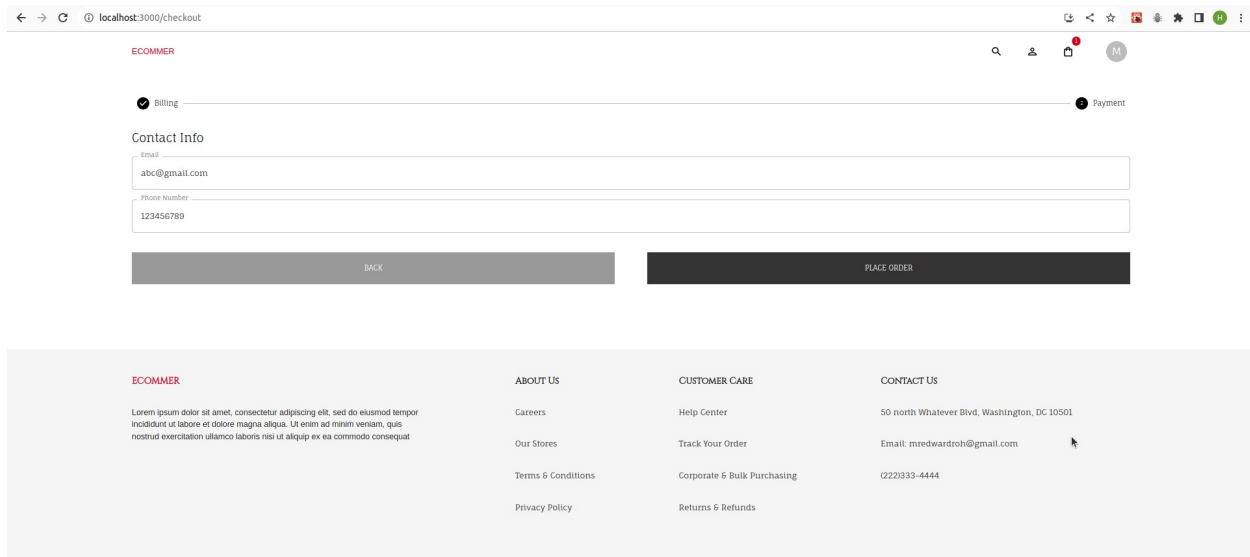 localhost:3000/checkout
H
ECOMMER
1
M
Billing
2
Payment
Contact Info
Email
abc@gmail.com
Phone Number
123456789
BACK
PLACE ORDER
ECOMMER
Lorem ipsum dolor sit amet, consectetur adipiscing elit, sed do eiusmod tempor
incididunt ut labore et dolore magna aliqua. Ut enim ad minim veniam, quis
nostrud exercitation ullamco laboris nisi ut aliquip ex ea commodo consequat
About Us
Careers
Our Stores
Terms & Conditions
Privacy Policy
Customer Care
Help Center
Track Your Order
Corporate & Bulk Purchasing
Returns & Refunds
Contact Us
50 north Whatever Blvd, Washington, DC 10501
Email: mredwardroh@gmail.com
(222)333-4444